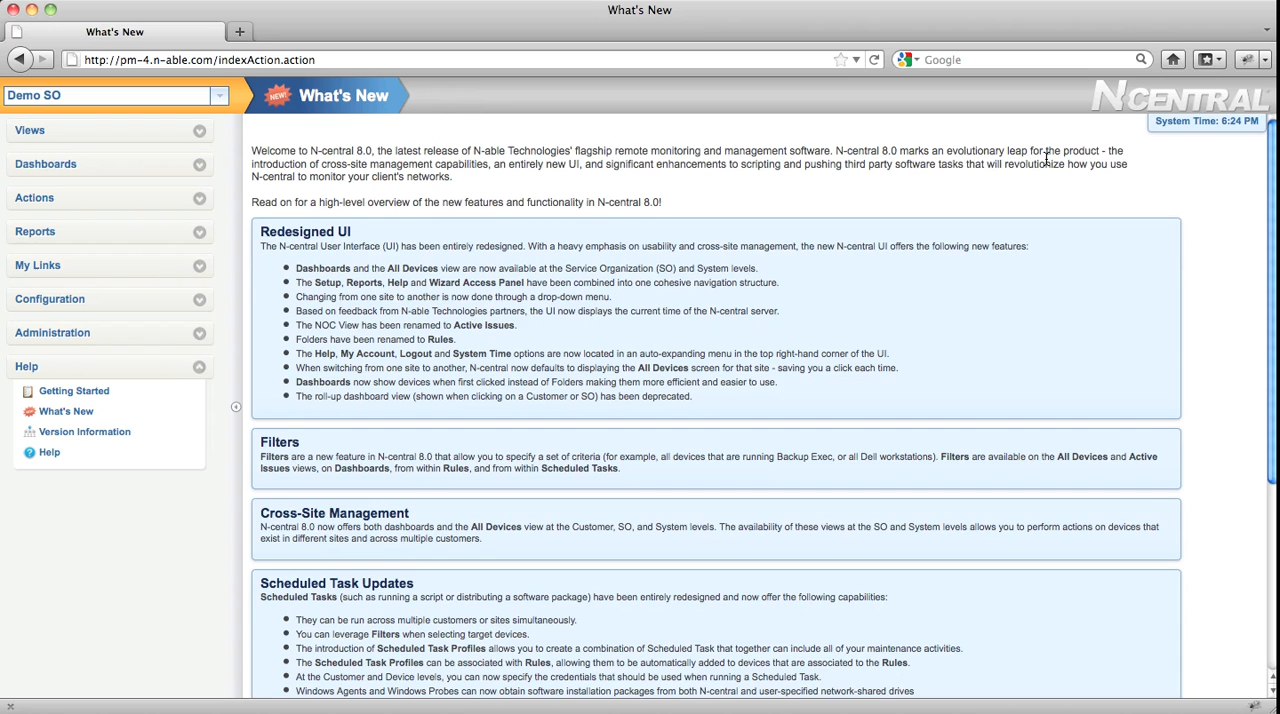 What's New
What's New
http://pm-4.n-able.com/indexAction.action
Google
Demo SO
NEW!
What's New
N-CENTRAL
System Time: 6:24 PM
Views
Dashboards
Actions
Reports
My Links
Configuration
Administration
Help
Getting Started
What's New
Version Information
Help
Welcome to N-central 8.0, the latest release of N-able Technologies' flagship remote monitoring and management software. N-central 8.0 marks an evolutionary leap for the product - the
introduction of cross-site management capabilities, an entirely new UI, and significant enhancements to scripting and pushing third party software tasks that will revolutionize how you use
N-central to monitor your client's networks.
Read on for a high-level overview of the new features and functionality in N-central 8.0!
Redesigned UI
The N-central User Interface (UI) has been entirely redesigned. With a heavy emphasis on usability and cross-site management, the new N-central UI offers the following new features:
Dashboards and the All Devices view are now available at the Service Organization (SO) and System levels.
The Setup, Reports, Help and Wizard Access Panel have been combined into one cohesive navigation structure.
Changing from one site to another is now done through a drop-down menu.
Based on feedback from N-able Technologies partners, the UI now displays the current time of the N-central server.
The NOC View has been renamed to Active Issues.
Folders have been renamed to Rules.
The Help, My Account, Logout and System Time options are now located in an auto-expanding menu in the top right-hand corner of the UI.
When switching from one site to another, N-central now defaults to displaying the All Devices screen for that site - saving you a click each time.
Dashboards now show devices when first clicked instead of Folders making them more efficient and easier to use.
The roll-up dashboard view (shown when clicking on a Customer or SO) has been deprecated.
Filters
Filters are a new feature in N-central 8.0 that allow you to specify a set of criteria (for example, all devices that are running Backup Exec, or all Dell workstations). Filters are available on the All Devices and Active
Issues views, on Dashboards, from within Rules, and from within Scheduled Tasks.
Cross-Site Management
N-central 8.0 now offers both dashboards and the All Devices view at the Customer, SO, and System levels. The availability of these views at the SO and System levels allows you to perform actions on devices that
exist in different sites and across multiple customers.
Scheduled Task Updates
Scheduled Tasks (such as running a script or distributing a software package) have been entirely redesigned and now offer the following capabilities:
They can be run across multiple customers or sites simultaneously.
You can leverage Filters when selecting target devices.
The introduction of Scheduled Task Profiles allows you to create a combination of Scheduled Task that together can include all of your maintenance activities.
The Scheduled Task Profiles can be associated with Rules, allowing them to be automatically added to devices that are associated to the Rules.
At the Customer and Device levels, you can now specify the credentials that should be used when running a Scheduled Task.
Windows Agents and Windows Probes can now obtain software installation packages from both N-central and user-specified network-shared drives